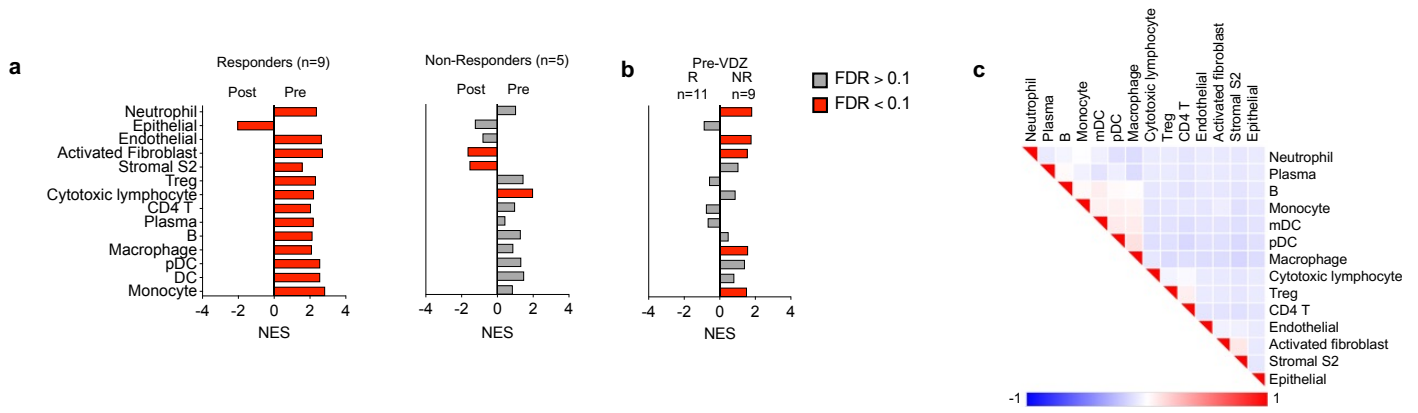 a
Responders (n=9)
Post Pre
Neutrophil
Epithelial
Endothelial
Activated Fibroblast
Stromal S2
Treg
Cytotoxic lymphocyte
CD4 T
Plasma
B
Macrophage
pDC
DC
Monocyte
-4 -2 0 2 4
NES
Non-Responders (n=5)
Post Pre
-4 -2 0 2 4
NES
b
Pre-VDZ
R NR
n=11 n=9
-4 -2 0 2 4
NES
FDR > 0.1
FDR < 0.1
c
Neutrophil
Plasma
B
Monocyte
mDC
pDC
Macrophage
Cytotoxic lymphocyte
Treg
CD4 T
Endothelial
Activated fibroblast
Stromal S2
Epithelial
Neutrophil
Plasma
B
Monocyte
mDC
pDC
Macrophage
Cytotoxic lymphocyte
Treg
CD4 T
Endothelial
Activated fibroblast
Stromal S2
Epithelial
-1 1